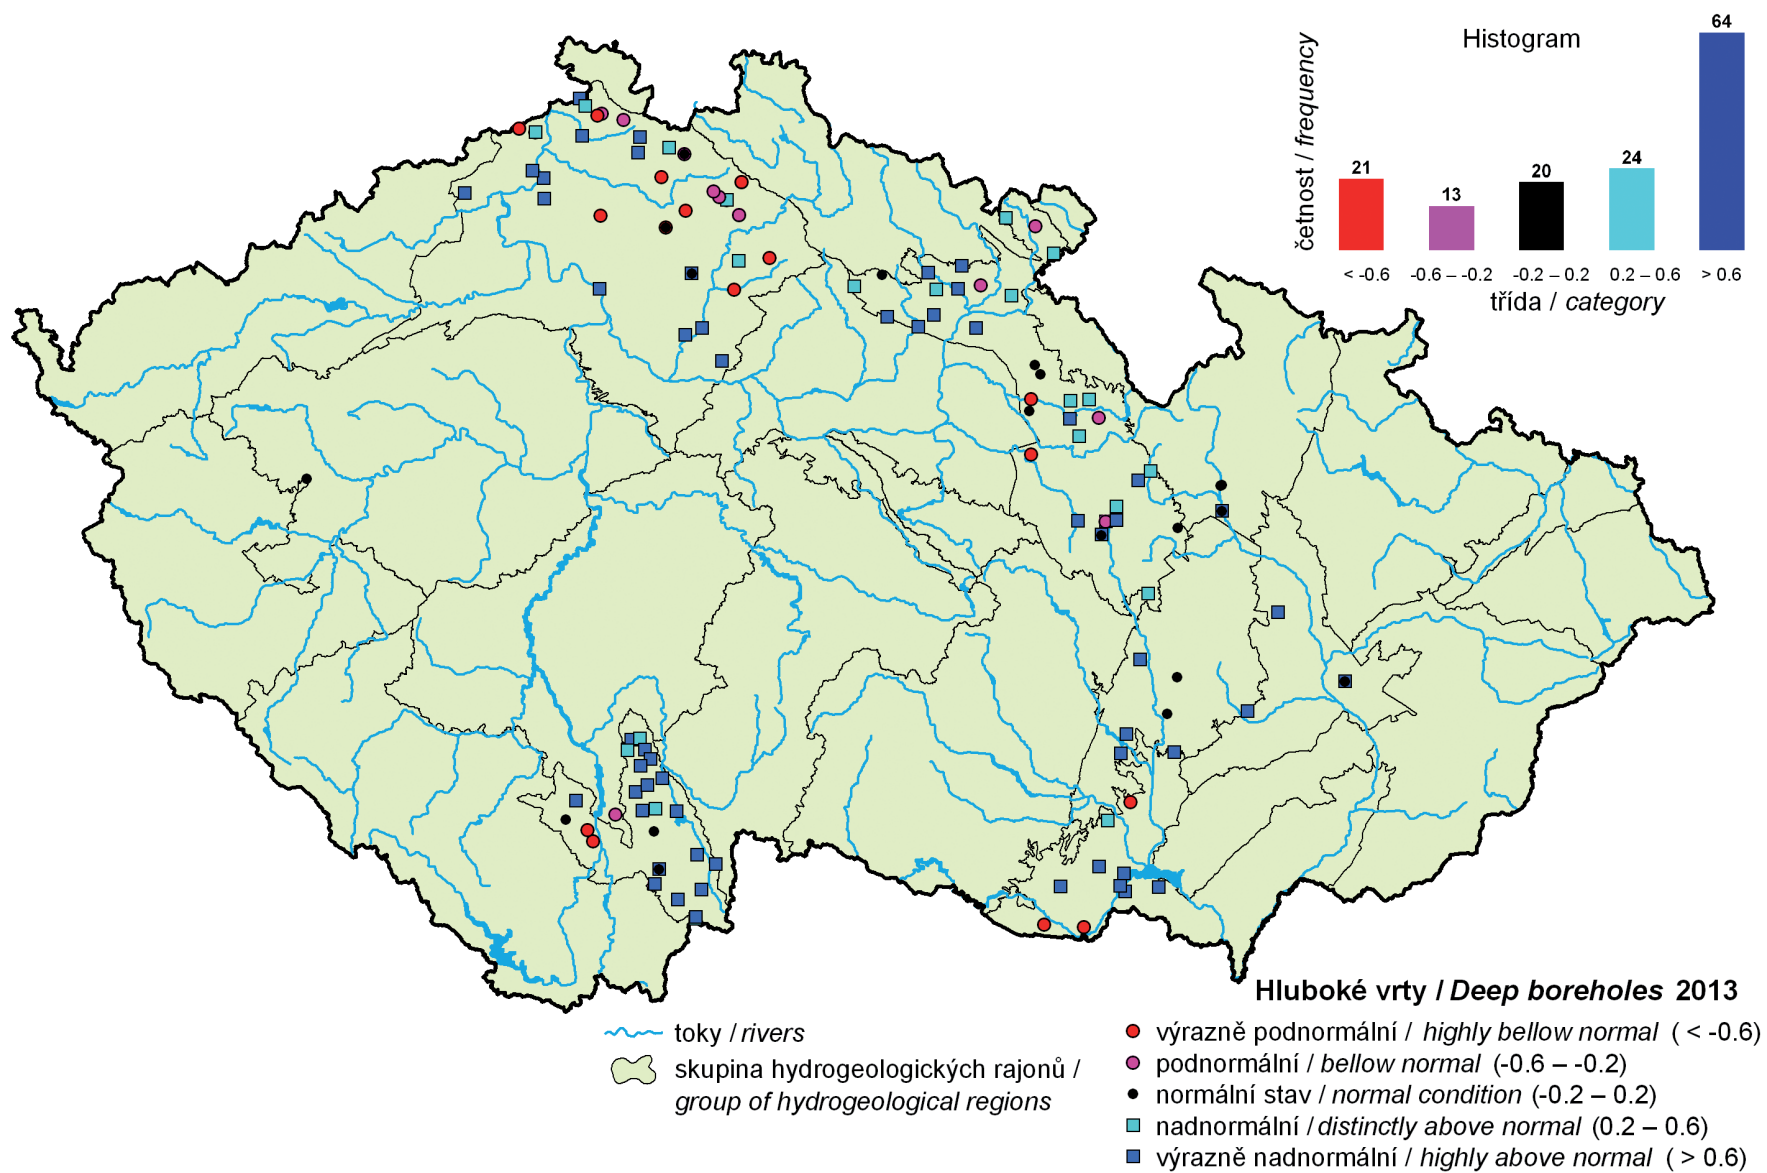 Histogram
četnost / frequency
64
21
13
20
24
< -0.6
-0.6 – -0.2
-0.2 – 0.2
0.2 – 0.6
> 0.6
třída / category
Hluboké vrty / Deep boreholes 2013
toky / rivers
skupina hydrogeologických rajonů /
group of hydrogeological regions
výrazně podnormální / highly bellow normal ( < -0.6)
podnormální / bellow normal (-0.6 – -0.2)
normální stav / normal condition (-0.2 – 0.2)
nadnormální / distinctly above normal (0.2 – 0.6)
výrazně nadnormální / highly above normal ( > 0.6)